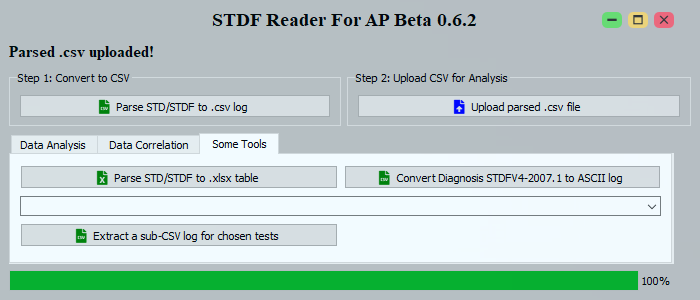 STDF Reader For AP Beta 0.6.2
Parsed .csv uploaded!
Step 1: Convert to CSV
Step 2: Upload CSV for Analysis
Parse STD/STDF to .csv log
Upload parsed .csv file
Data Analysis
Data Correlation
Some Tools
Parse STD/STDF to .xlsx table
Convert Diagnosis STDFV4-2007.1 to ASCII log
Extract a sub-CSV log for chosen tests
100%